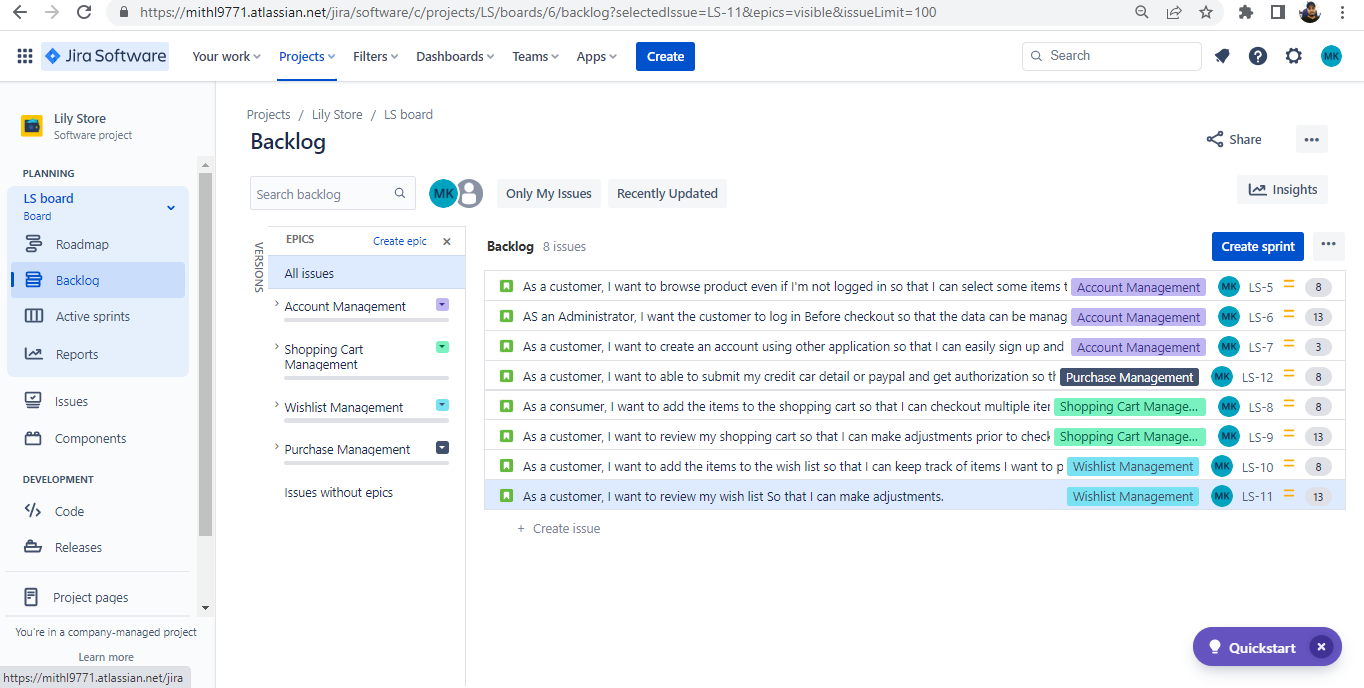 https://mithl9771.atlassian.net/jira/software/c/projects/LS/boards/6/backlog?selectedIssue=LS-11&epics=visible&issueLimit=100
Jira Software Your work Projects Filters Dashboards Teams Apps Create Search MK
Lily Store
Software project
PLANNING
LS board
Board
Roadmap
Backlog
Active sprints
Reports
Issues
Components
DEVELOPMENT
Code
Releases
Project pages
You're in a company-managed project
Learn more
https://mithl9771.atlassian.net/jira
Projects / Lily Store / LS board
Backlog
Share
Search backlog MK Only My Issues Recently Updated Insights
VERSIONS
EPICS Create epic
All issues
Account Management
Shopping Cart
Management
Wishlist Management
Purchase Management
Issues without epics
Backlog 8 issues Create sprint
As a customer, I want to browse product even if I'm not logged in so that I can select some items t Account Management MK LS-5 8
AS an Administrator, I want the customer to log in Before checkout so that the data can be manag Account Management MK LS-6 13
As a customer, I want to create an account using other application so that I can easily sign up and Account Management MK LS-7 3
As a customer, I want to able to submit my credit car detail or paypal and get authorization so th Purchase Management MK LS-12 8
As a consumer, I want to add the items to the shopping cart so that I can checkout multiple iter Shopping Cart Manage... MK LS-8 8
As a customer, I want to review my shopping cart so that I can make adjustments prior to check Shopping Cart Manage... MK LS-9 13
As a customer, I want to add the items to the wish list so that I can keep track of items I want to p Wishlist Management MK LS-10 8
As a customer, I want to review my wish list So that I can make adjustments. Wishlist Management MK LS-11 13
+ Create issue
Quickstart